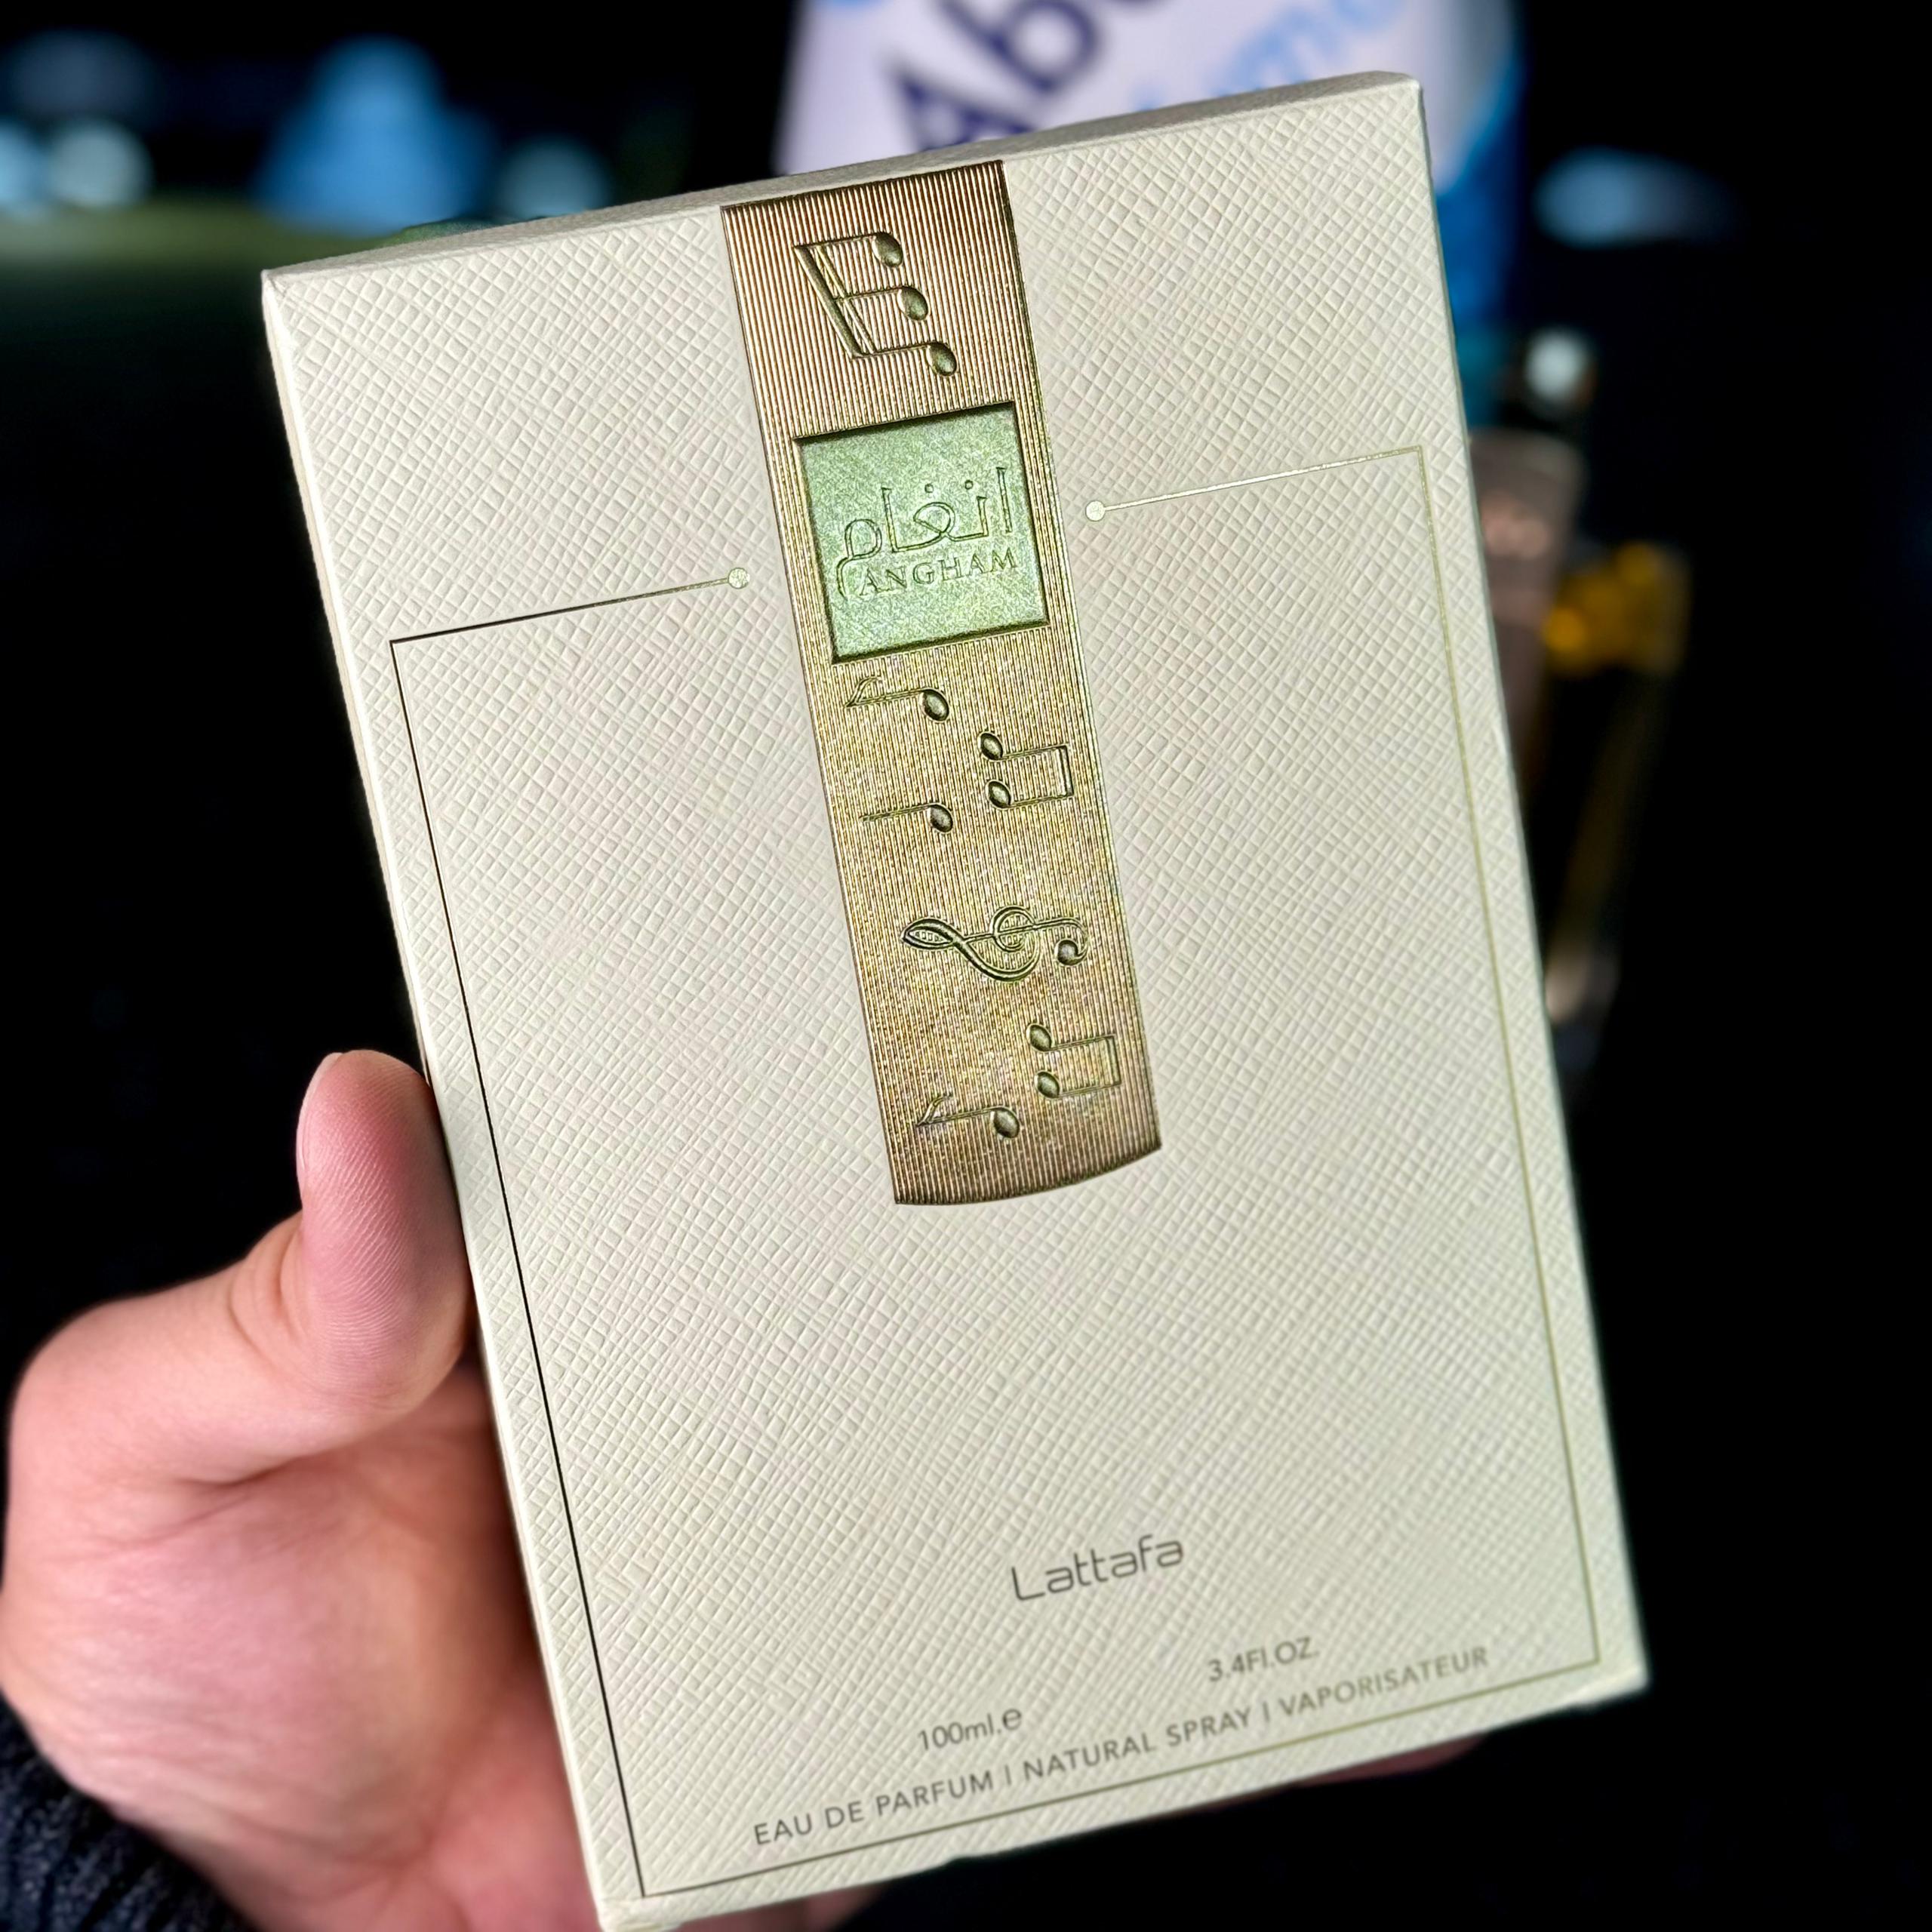 انغام
ANGHAM
Lattafa
100ml.e 3.4Fl.OZ.
EAU DE PARFUM | NATURAL SPRAY | VAPORISATEUR